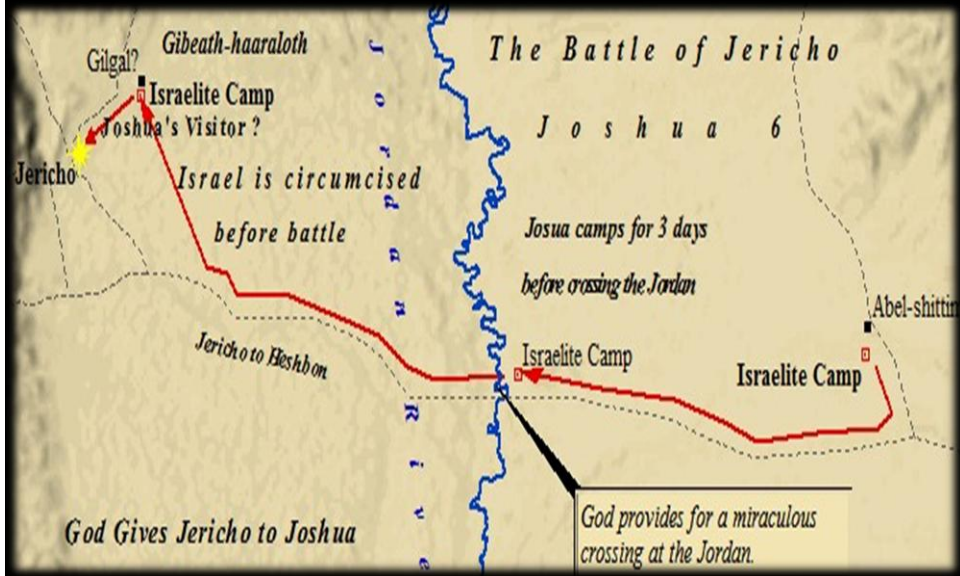 The Battle of Jericho
Joshua 6
Gibeath-haaraloth
Gilgal?
Israelite Camp
Joshua's Visitor ?
Jericho
Israel is circumcised
before battle
Jordan Rive
Josua camps for 3 days
before crossing the Jordan
Abel-shittin
Israelite Camp
Israelite Camp
Jericho to Heshbon
God provides for a miraculous
crossing at the Jordan.
God Gives Jericho to Joshua